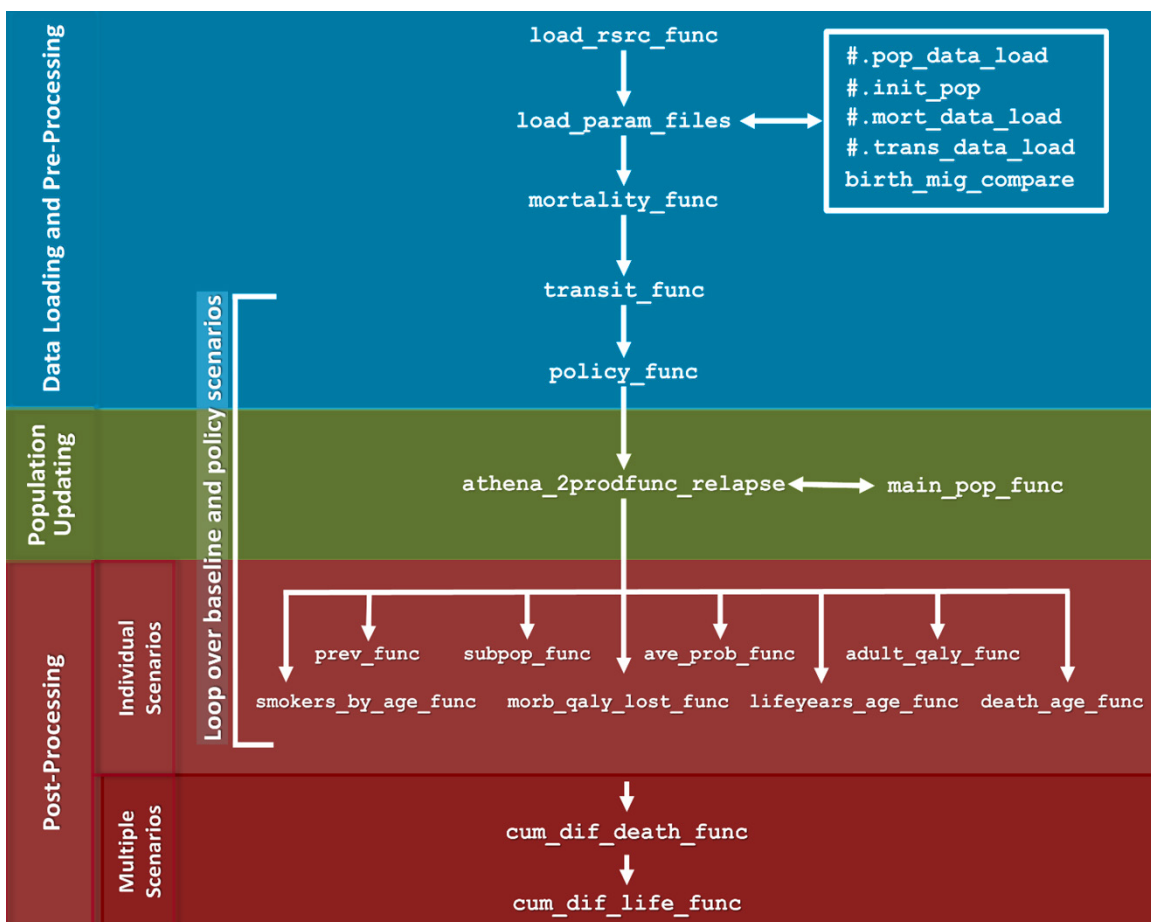 Data Loading and Pre-Processing
load_rsrc_func
load_param_files
#.pop_data_load
#.init_pop
#.mort_data_load
#.trans_data_load
birth_mig_compare
mortality_func
transit_func
policy_func
Loop over baseline and policy scenarios
Population
Updating
athena_2prodfunc_relapse
main_pop_func
Post-Processing
Individual
Scenarios
prev_func
subpop_func
ave_prob_func
adult_qaly_func
smokers_by_age_func
morb_qaly_lost_func
lifeyears_age_func
death_age_func
Multiple
Scenarios
cum_dif_death_func
cum_dif_life_func